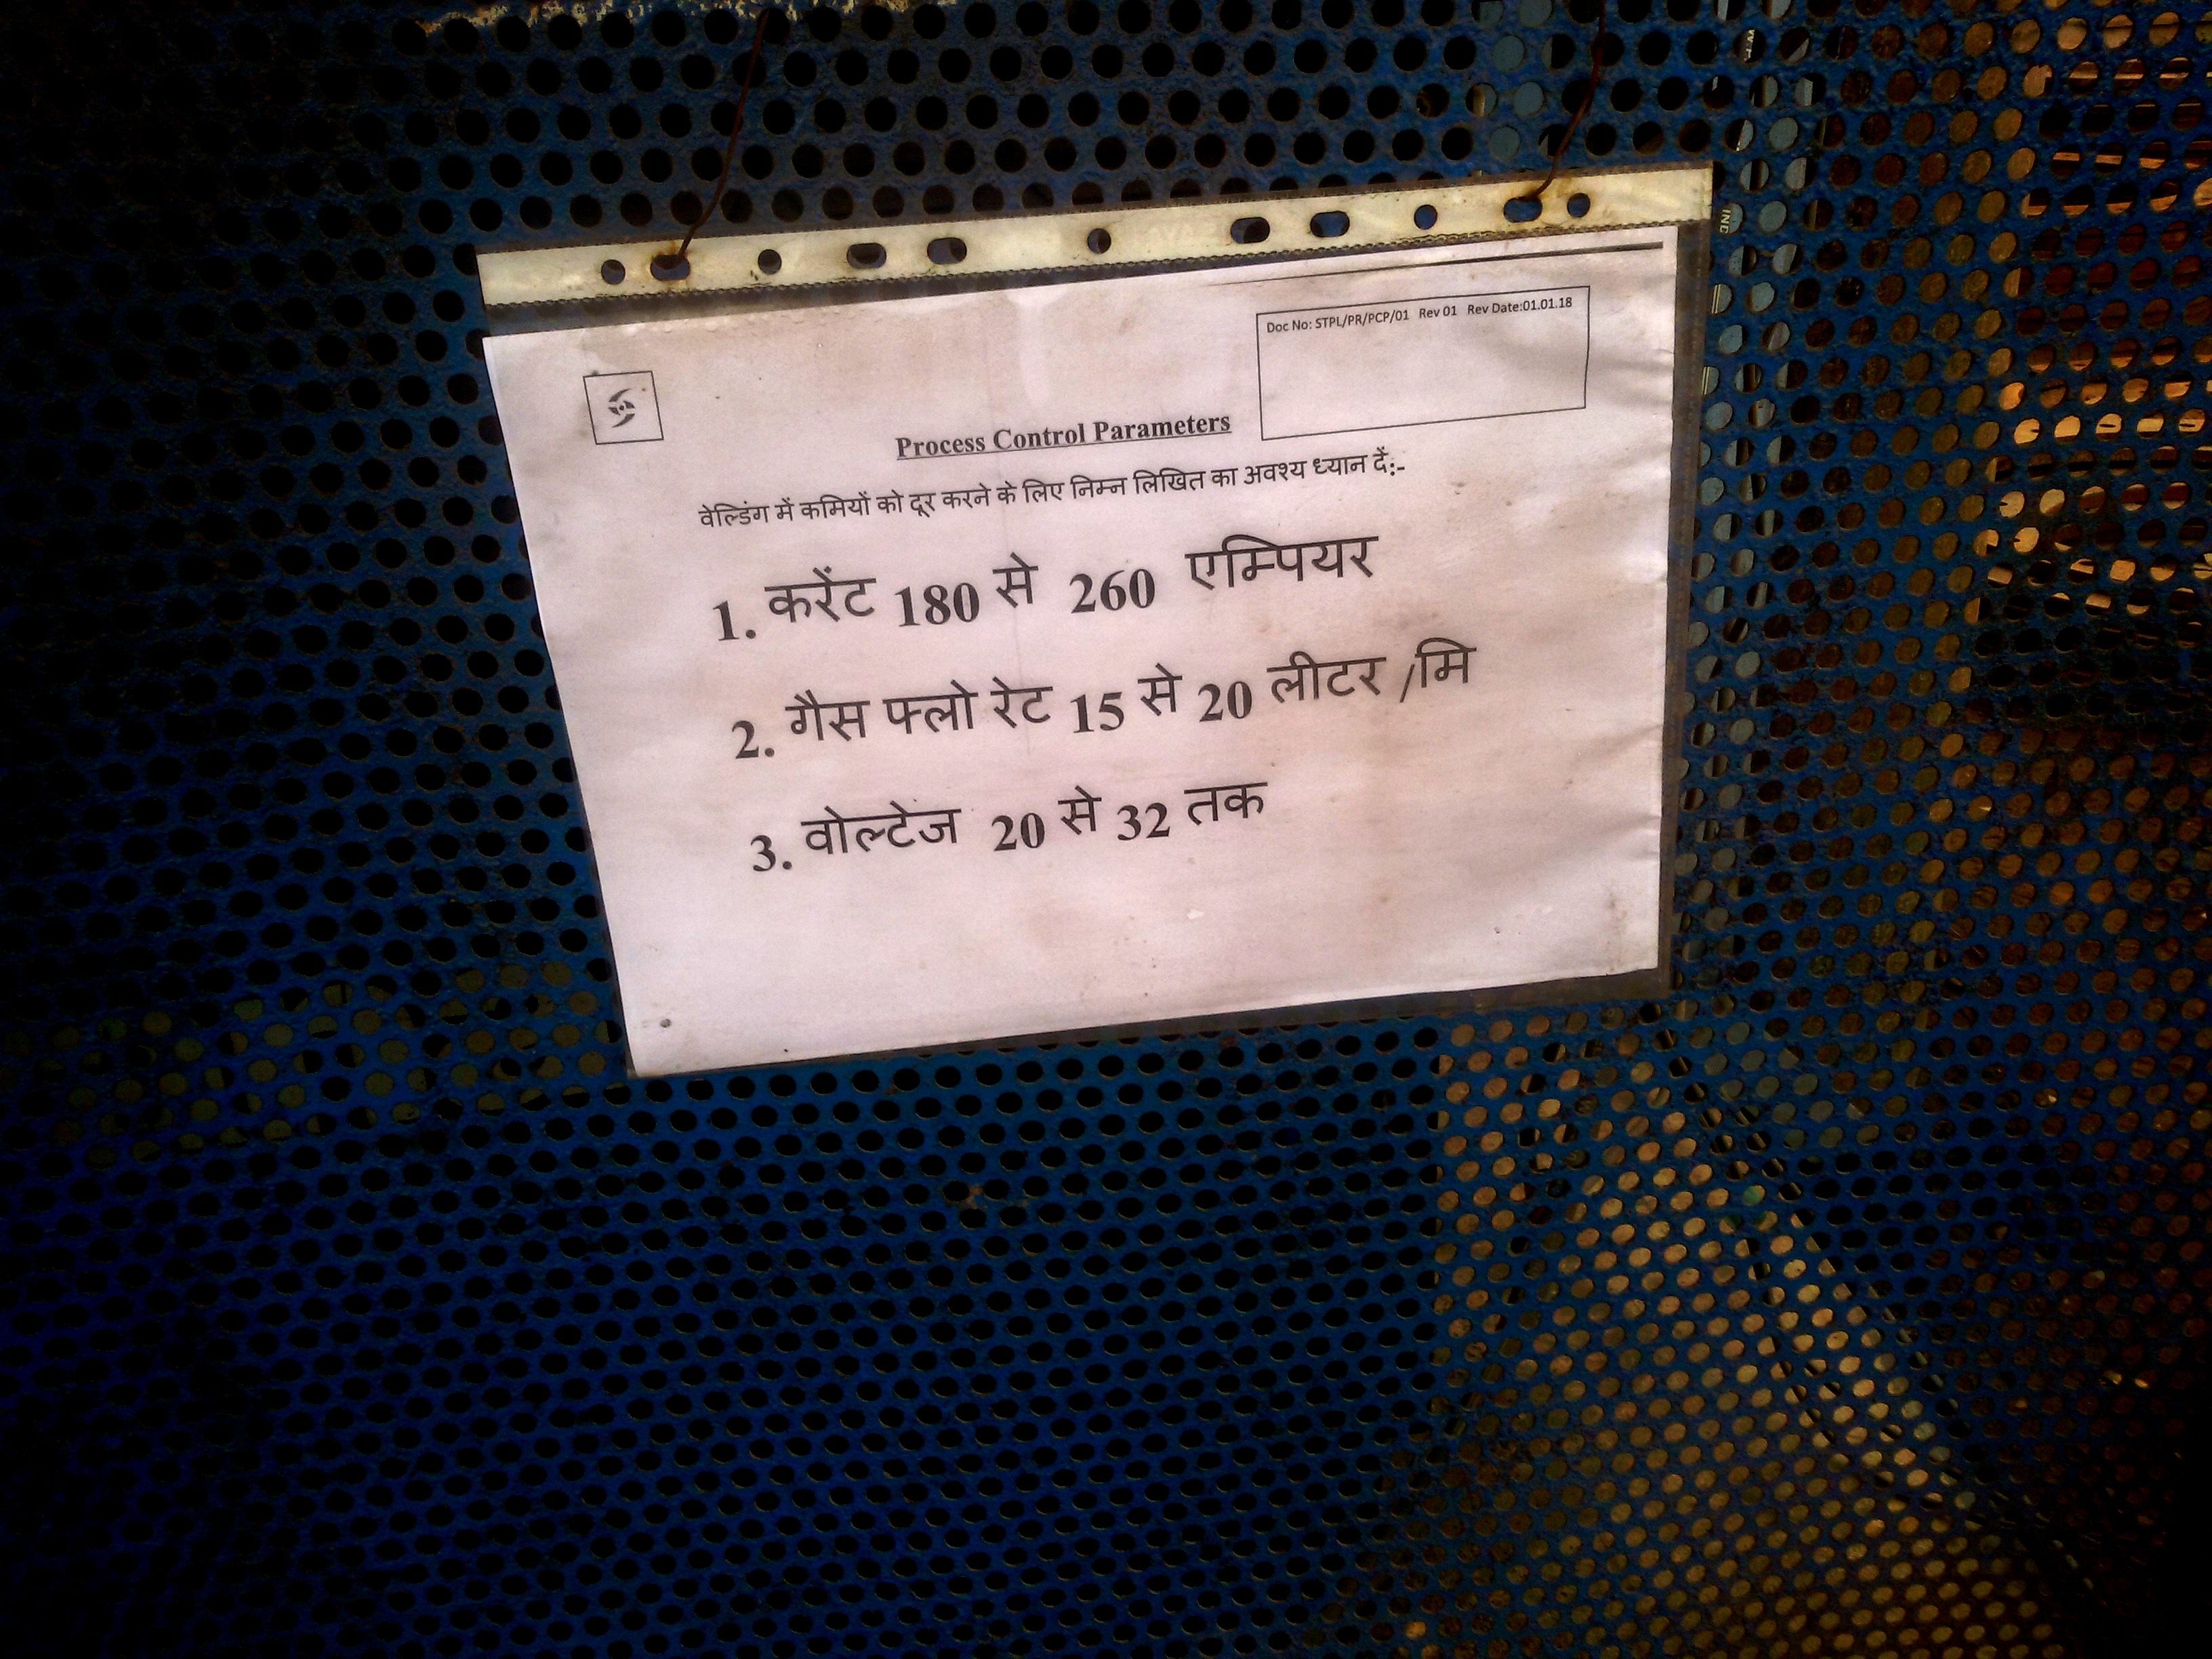 Doc No: STPL/PR/PCP/01 Rev 01 Rev Date:01.01.18
Process Control Parameters
वेल्डिंग में कमियों को दूर करने के लिए निम्न लिखित का अवश्य ध्यान दें:-
1. करेंट 180 से 260 एम्पियर
2. गैस फ्लो रेट 15 से 20 लीटर /मि
3. वोल्टेज 20 से 32 तक